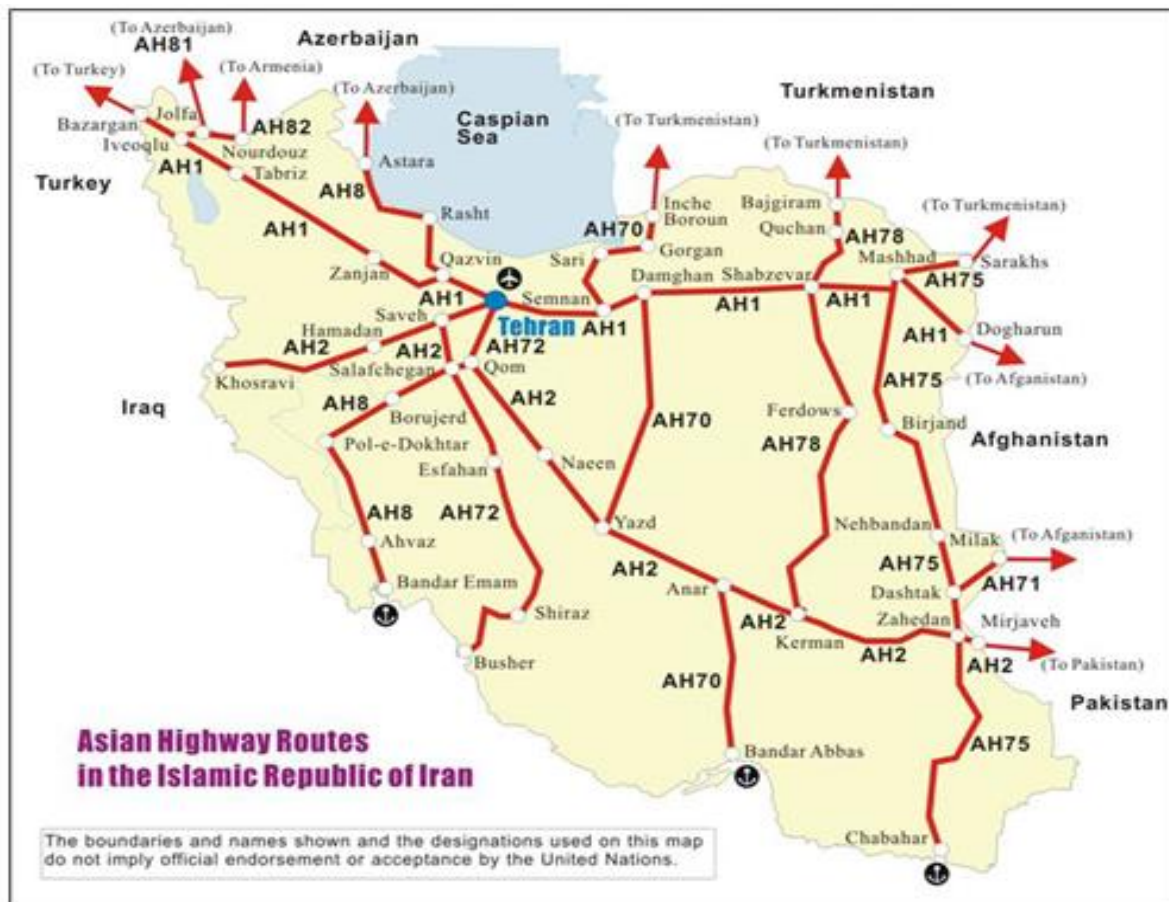 (To Azerbaijan)
AH81
Azerbaijan
(To Turkey)
(To Armenia)
(To Azerbaijan)
Turkmenistan
Caspian
Sea
(To Turkmenistan)
(To Turkmenistan)
Jolfa
Bazargan
AH82
Iveoqlu
Nourdouz
AH1
Tabriz
Astara
Turkey
AH8
Inche
Boroun
Bajgiram
(To Turkmenistan)
Rasht
AH70
Quchan
AH78
AH1
Sari
Gorgan
Mashhad
Sarakhs
Zanjan
Qazvin
Damghan
Shabzevar
AH75
AH1
Semnan
AH1
AH1
Saveh
Tehran
AH1
Dogharun
Hamadan
AH1
AH2
AH2
AH72
Khosravi
Salafchegan
Qom
AH75
(To Afganistan)
Iraq
AH8
AH2
Borujerd
Ferdows
AH70
Birjand
Pol-e-Dokhtar
AH78
Afghanistan
Esfahan
Naeen
AH72
AH8
Yazd
Nehbandan
Milak
(To Afganistan)
Ahvaz
AH75
AH2
AH71
Bandar Emam
Anar
Dashtak
Shiraz
AH2
Zahedan
Mirjaveh
Kerman
AH2
AH2
Busher
(To Pakistan)
AH70
Pakistan
Asian Highway Routes
in the Islamic Republic of Iran
Bandar Abbas
AH75
Chabahar
The boundaries and names shown and the designations used on this map
do not imply official endorsement or acceptance by the United Nations.